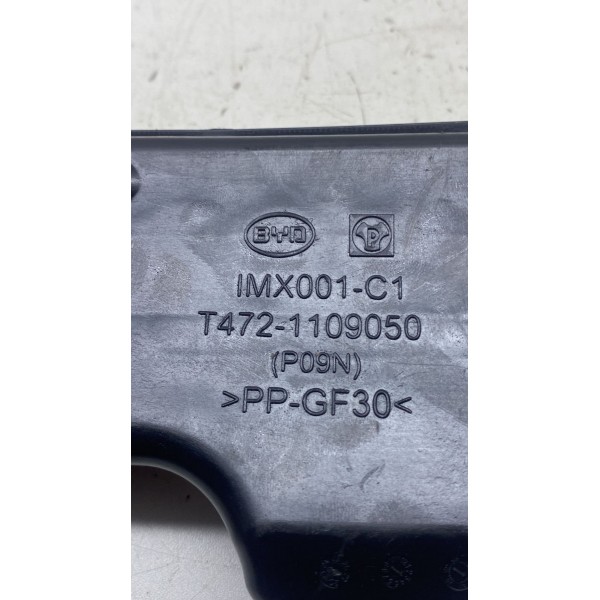 BYD P
IMX001-C1
T472-1109050
(P09N)
>PP-GF30<